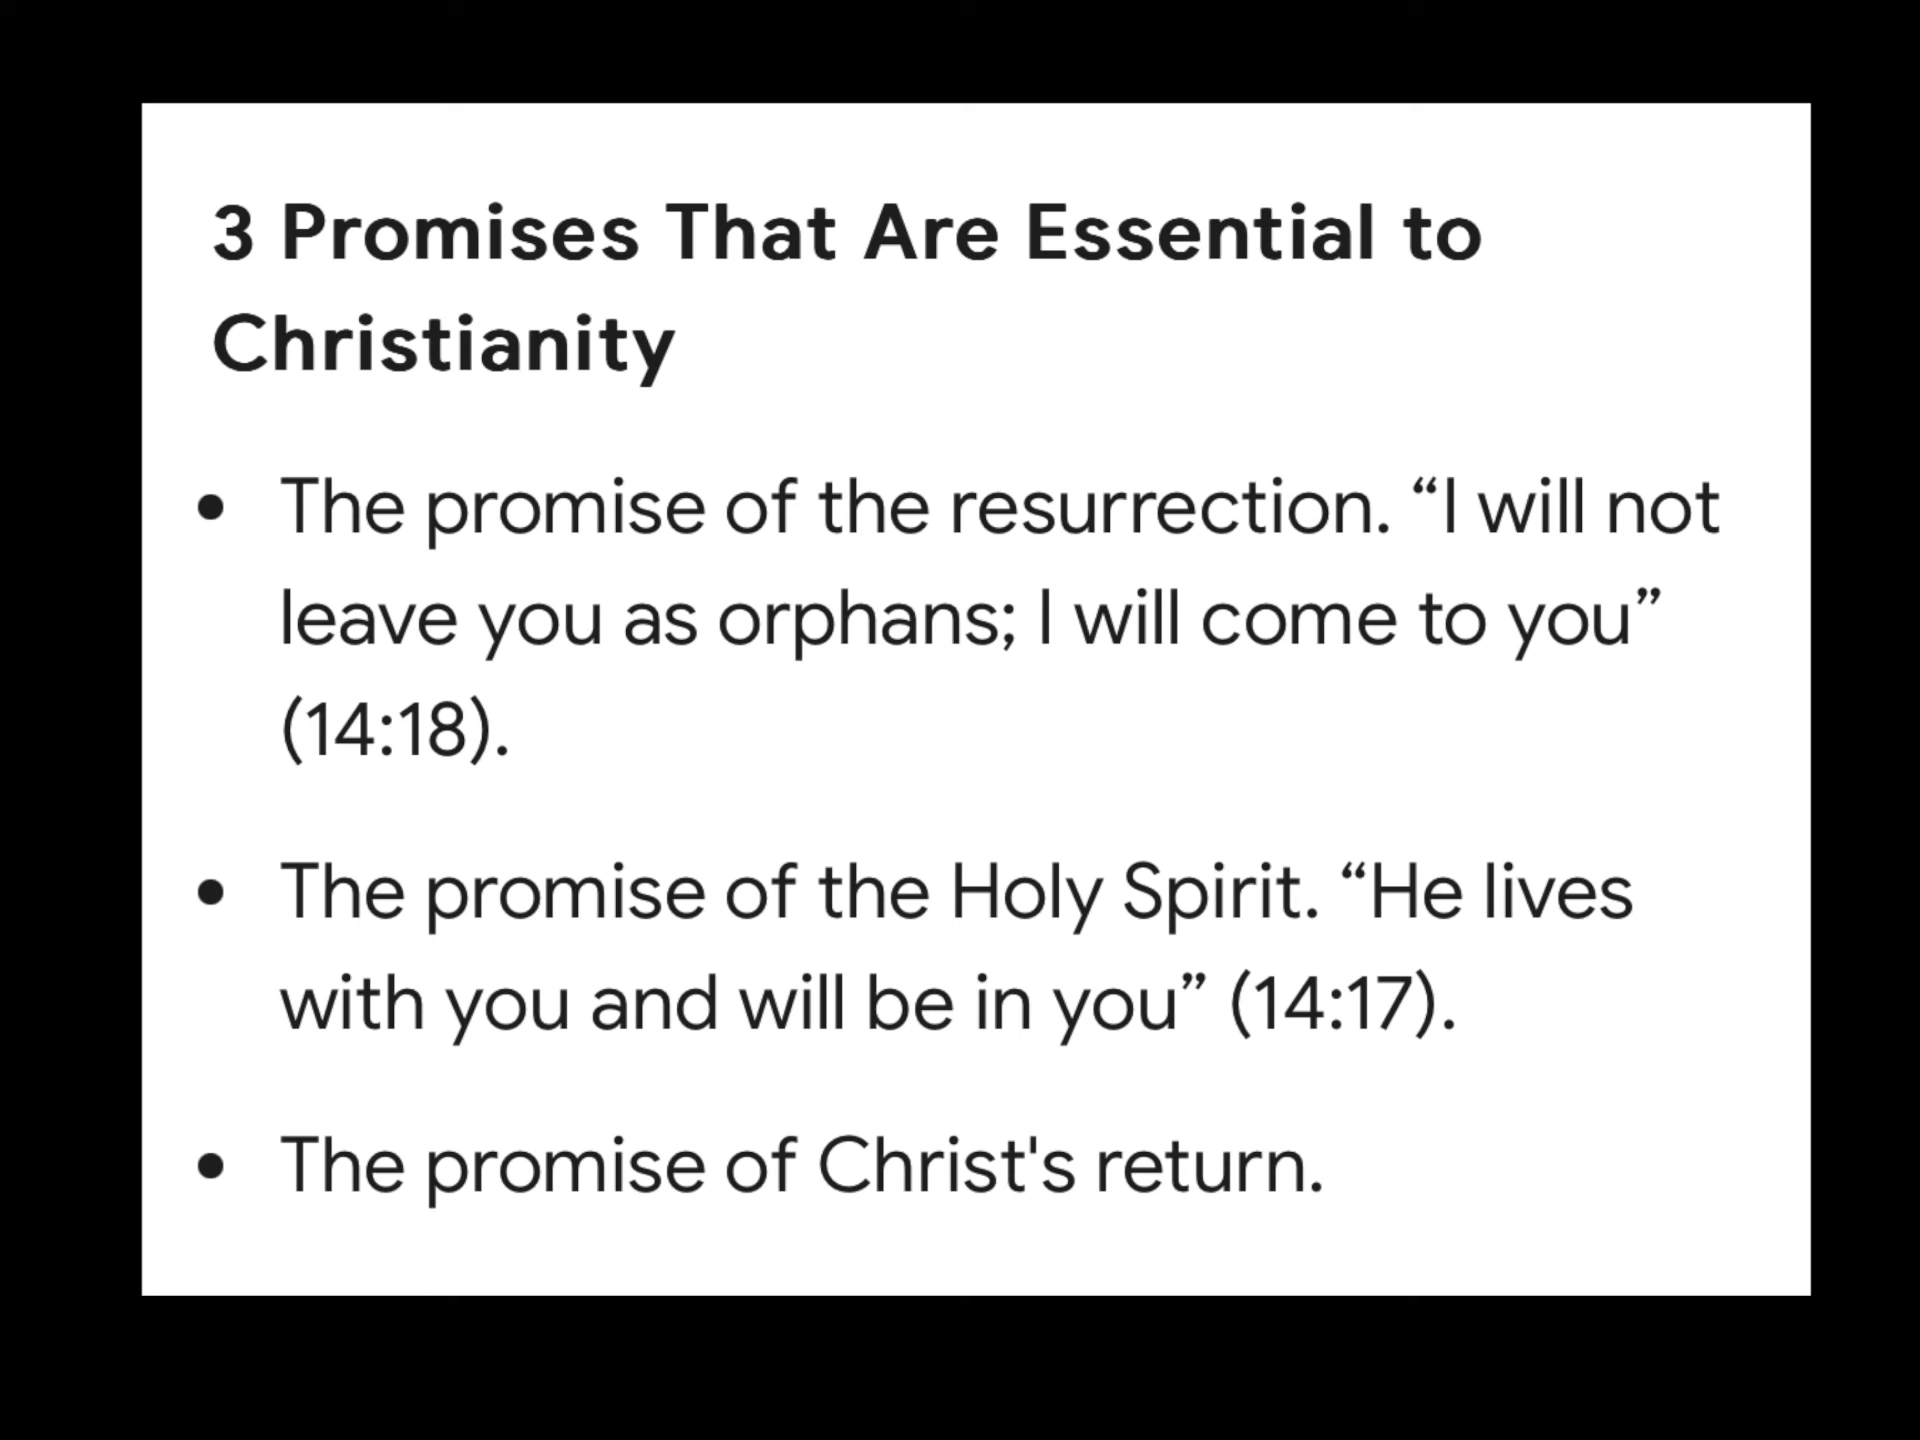 3 Promises That Are Essential to
Christianity
• The promise of the resurrection. “I will not
leave you as orphans; I will come to you”
(14:18).
• The promise of the Holy Spirit. “He lives
with you and will be in you” (14:17).
• The promise of Christ's return.